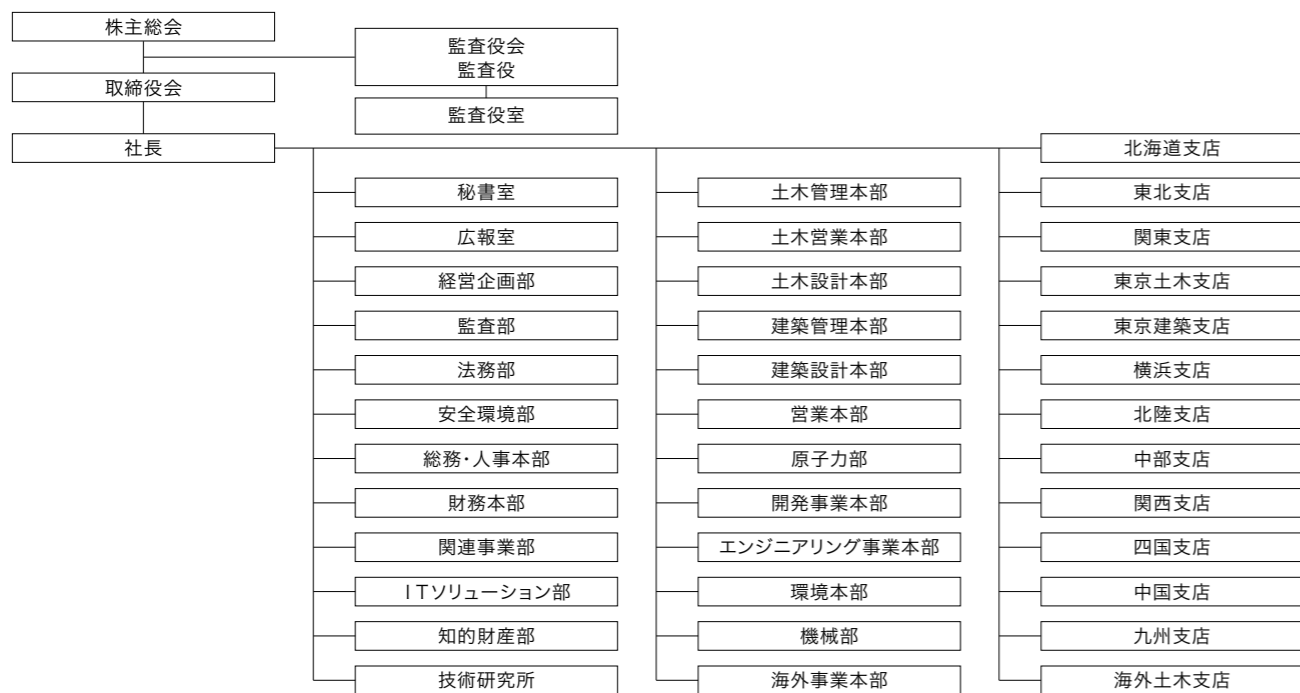 株主総会
監査役会
監査役
取締役会
監査役室
社長
北海道支店
秘書室
土木管理本部
東北支店
広報室
土木営業本部
関東支店
経営企画部
土木設計本部
東京土木支店
監査部
建築管理本部
東京建築支店
法務部
建築設計本部
横浜支店
安全環境部
営業本部
北陸支店
総務・人事本部
原子力部
中部支店
財務本部
開発事業本部
関西支店
関連事業部
エンジニアリング事業本部
四国支店
ITソリューション部
環境本部
中国支店
知的財産部
機械部
九州支店
技術研究所
海外事業本部
海外土木支店